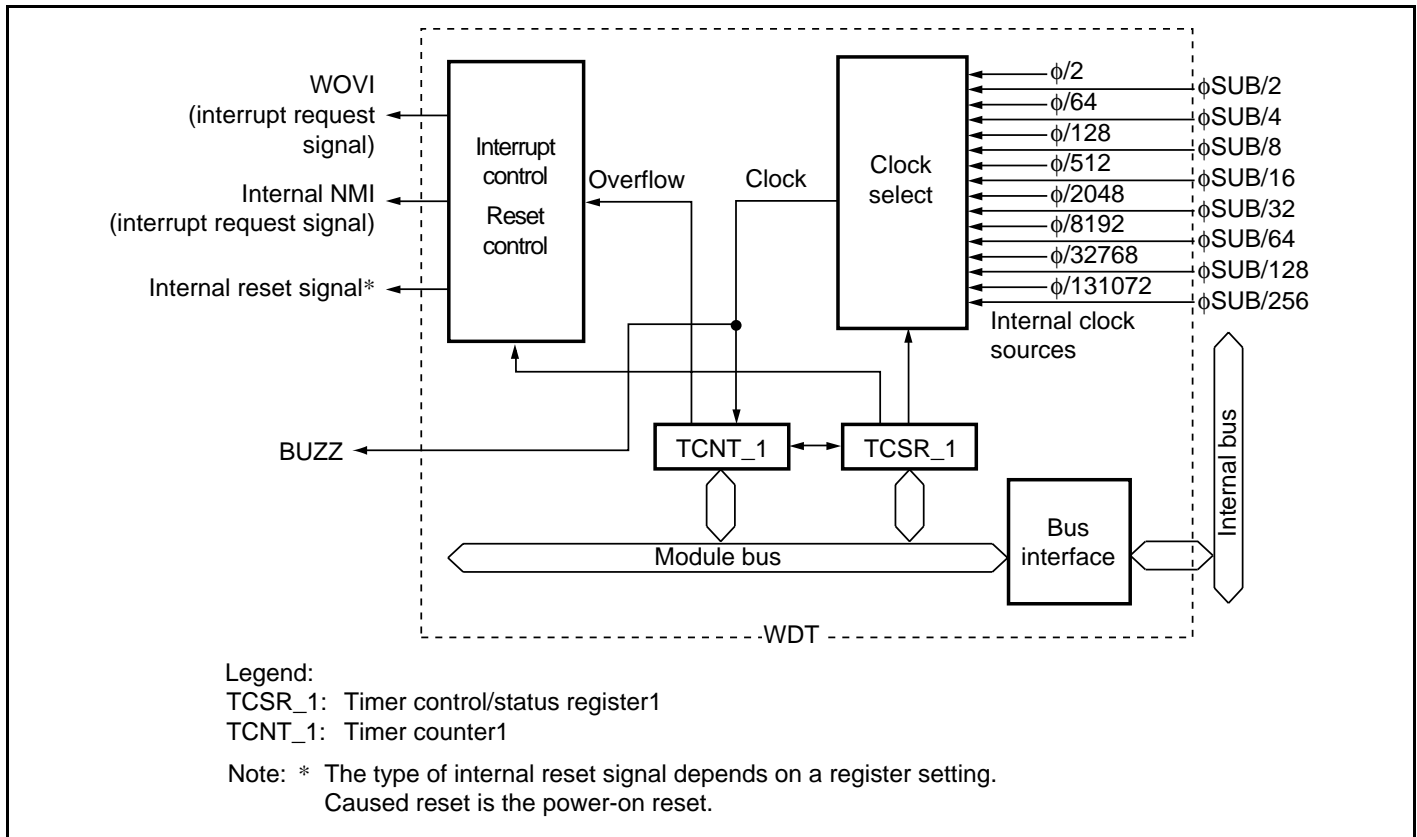 WOVI
(interrupt request
signal)
Internal NMI
(interrupt request signal)
Internal reset signal*
BUZZ
Interrupt
control
Reset
control
Overflow
Clock
Clock
select
ϕ/2
ϕSUB/2
ϕ/64
ϕSUB/4
ϕ/128
ϕSUB/8
ϕ/512
ϕSUB/16
ϕ/2048
ϕSUB/32
ϕ/8192
ϕSUB/64
ϕ/32768
ϕSUB/128
ϕ/131072
ϕSUB/256
Internal clock
sources
TCNT_1
TCSR_1
Module bus
Bus
interface
Internal bus
WDT
Legend:
TCSR_1: Timer control/status register1
TCNT_1: Timer counter1
Note: * The type of internal reset signal depends on a register setting.
Caused reset is the power-on reset.